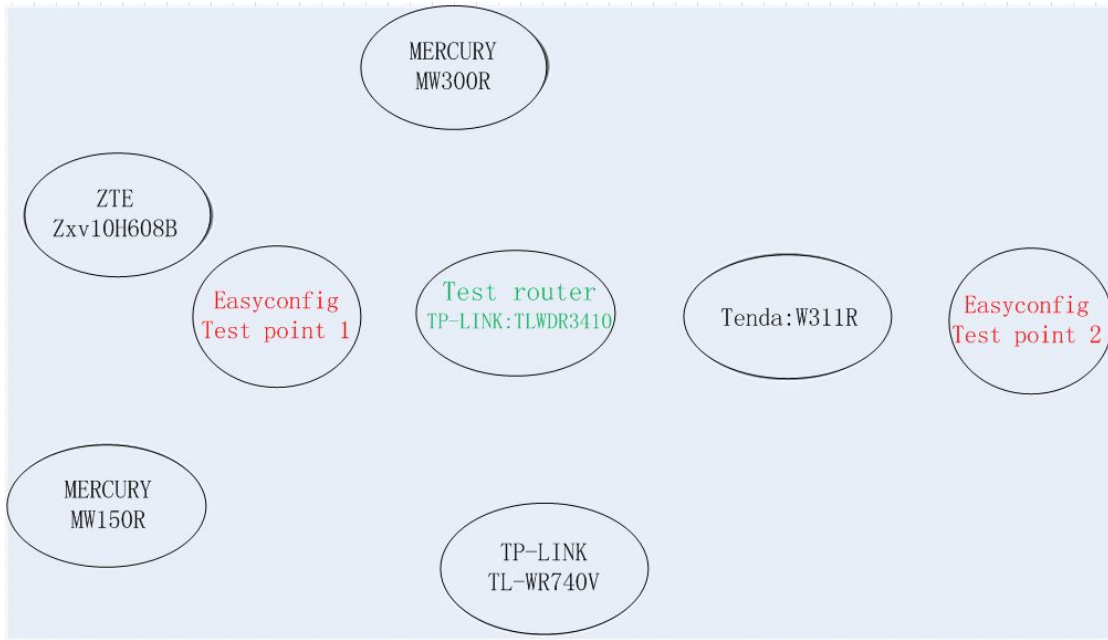 MERCURY
MW300R
ZTE
Zxv10H608B
Easyconfig
Test point 1
Test router
TP-LINK:TLWDR3410
Tenda:W311R
Easyconfig
Test point 2
MERCURY
MW150R
TP-LINK
TL-WR740V